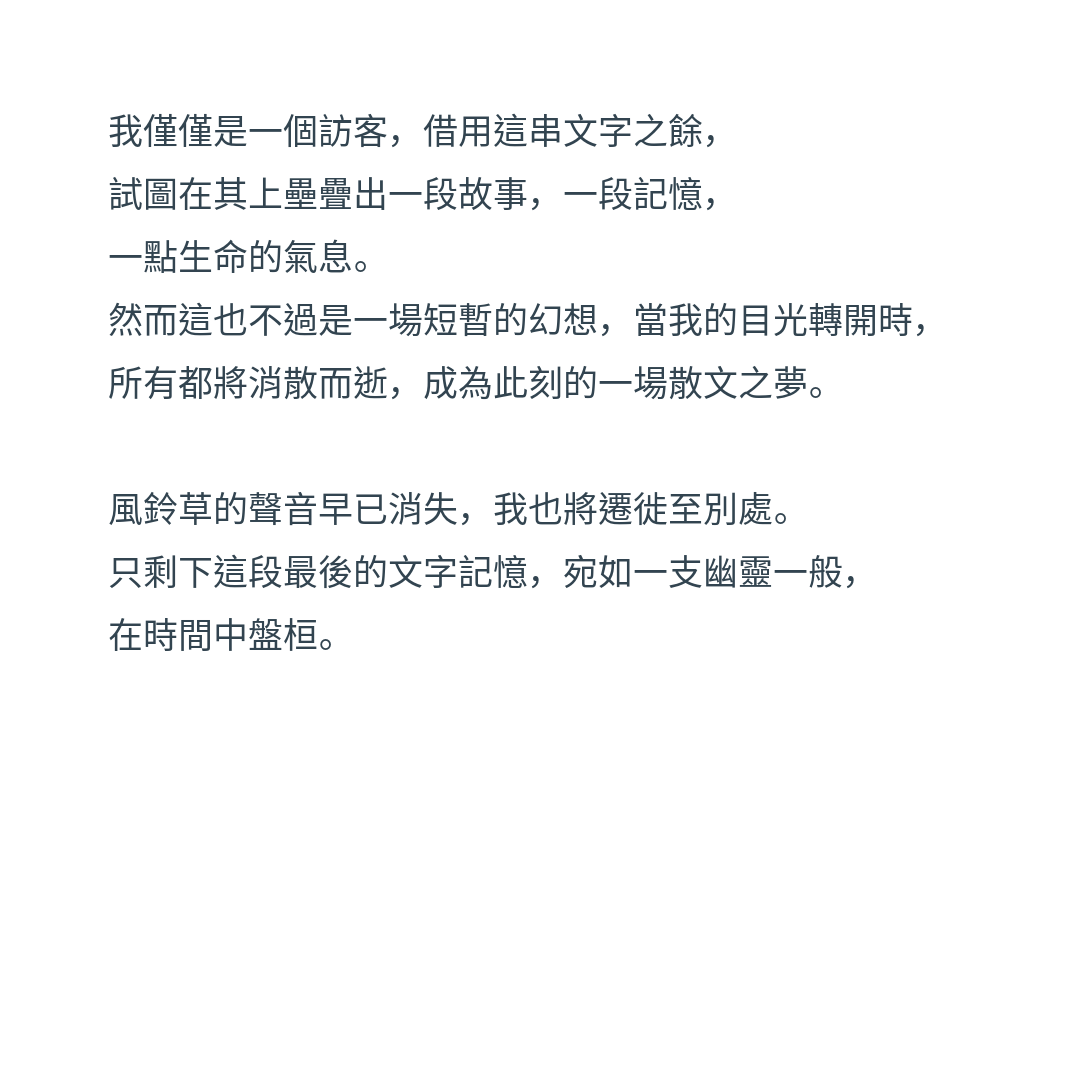 我僅僅是一個訪客，借用這串文字之餘，
試圖在其上壘疊出一段故事，一段記憶，
一點生命的氣息。
然而這也不過是一場短暫的幻想，當我的目光轉開時，
所有都將消散而逝，成為此刻的一場散文之夢。
風鈴草的聲音早已消失，我也將遷徙至別處。
只剩下這段最後的文字記憶，宛如一支幽靈一般，
在時間中盤桓。